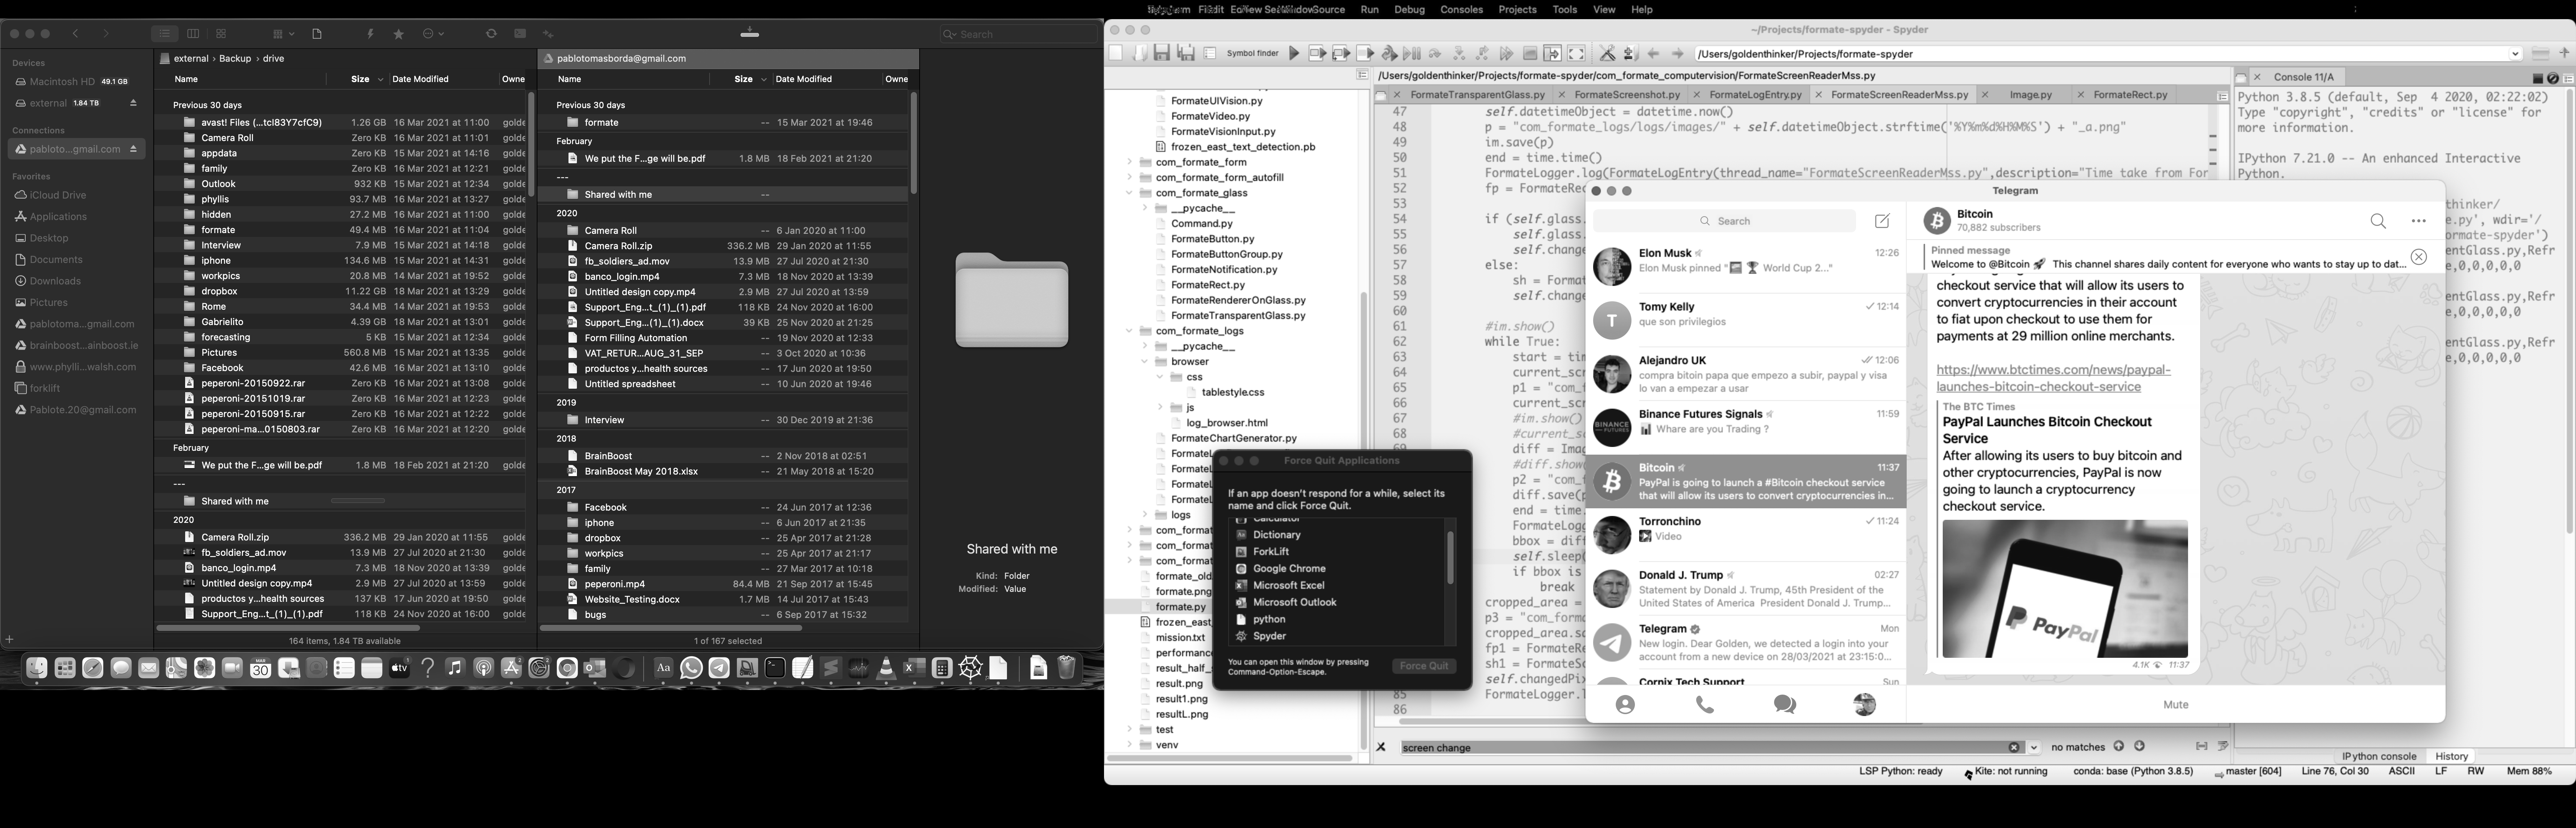 Edit
Source
Run
Debug
Consoles
Projects
Tools
View
Help
Search
Devices
Macintosh HD 49.1 GB
external 1.84 TB
Connections
pabloto...gmail.com
Favorites
iCloud Drive
Applications
Desktop
Documents
Downloads
Pictures
pablotoma...gmail.com
brainboost...ainboost.ie
www.phylli...walsh.com
forklift
Pablote.20@gmail.com
external › Backup › drive
Name Size Date Modified Owne
Previous 30 days
avast! Files (...tcl83Y7cfC9) 1.26 GB 16 Mar 2021 at 11:00 golde
Camera Roll Zero KB 16 Mar 2021 at 11:01 golde
appdata Zero KB 15 Mar 2021 at 14:16 golde
family Zero KB 16 Mar 2021 at 12:21 golde
Outlook 932 KB 15 Mar 2021 at 12:34 golde
phyllis 93.7 MB 16 Mar 2021 at 13:27 golde
hidden 27.2 MB 16 Mar 2021 at 11:00 golde
formate 49.4 MB 16 Mar 2021 at 11:04 golde
Interview 7.9 MB 15 Mar 2021 at 14:18 golde
iphone 134.6 MB 15 Mar 2021 at 14:31 golde
workpics 20.8 MB 14 Mar 2021 at 19:52 golde
dropbox 11.22 GB 18 Mar 2021 at 13:29 golde
Rome 34.4 MB 14 Mar 2021 at 19:53 golde
Gabrielito 4.39 GB 18 Mar 2021 at 13:01 golde
forecasting 5 KB 15 Mar 2021 at 12:34 golde
Pictures 560.8 MB 15 Mar 2021 at 13:35 golde
Facebook 42.6 MB 16 Mar 2021 at 13:10 golde
peperoni-20150922.rar Zero KB 16 Mar 2021 at 13:08 golde
peperoni-20151019.rar Zero KB 16 Mar 2021 at 12:23 golde
peperoni-20150915.rar Zero KB 16 Mar 2021 at 12:22 golde
peperoni-ma...0150803.rar Zero KB 16 Mar 2021 at 12:20 golde
February
We put the F...ge will be.pdf 1.8 MB 18 Feb 2021 at 21:20 golde
---
Shared with me
2020
Camera Roll.zip 336.2 MB 29 Jan 2020 at 11:55 golde
fb_soldiers_ad.mov 13.9 MB 27 Jul 2020 at 21:30 golde
banco_login.mp4 7.3 MB 18 Nov 2020 at 13:39 golde
Untitled design copy.mp4 2.9 MB 27 Jul 2020 at 13:59 golde
productos y...health sources 137 KB 17 Jun 2020 at 19:50 golde
Support_Eng...t_(1)_(1).pdf 118 KB 24 Nov 2020 at 16:00 golde
164 items, 1.84 TB available
pablotomasborda@gmail.com
Name Size Date Modified Owne
Previous 30 days
formate -- 15 Mar 2021 at 19:46
February
We put the F...ge will be.pdf 1.8 MB 18 Feb 2021 at 21:20
---
Shared with me --
2020
Camera Roll -- 6 Jan 2020 at 11:00
Camera Roll.zip 336.2 MB 29 Jan 2020 at 11:55
fb_soldiers_ad.mov 13.9 MB 27 Jul 2020 at 21:30
banco_login.mp4 7.3 MB 18 Nov 2020 at 13:39
Untitled design copy.mp4 2.9 MB 27 Jul 2020 at 13:59
Support_Eng...t_(1)_(1).pdf 118 KB 24 Nov 2020 at 16:00
Support_Eng...(1)_(1).docx 39 KB 25 Nov 2020 at 21:25
Form Filling Automation -- 19 Nov 2020 at 12:33
VAT_RETUR...AUG_31_SEP -- 3 Oct 2020 at 10:36
productos y...health sources -- 17 Jun 2020 at 19:50
Untitled spreadsheet -- 10 Jun 2020 at 19:46
2019
Interview -- 30 Dec 2019 at 21:36
2018
BrainBoost -- 2 Nov 2018 at 02:51
BrainBoost May 2018.xlsx -- 21 May 2018 at 15:20
2017
Facebook -- 24 Jun 2017 at 12:36
iphone -- 6 Jun 2017 at 21:35
dropbox -- 25 Apr 2017 at 21:28
workpics -- 25 Apr 2017 at 21:17
family -- 27 Mar 2017 at 10:18
peperoni.mp4 84.4 MB 21 Sep 2017 at 15:45
Website_Testing.docx 1.7 MB 14 Jul 2017 at 15:43
bugs -- 6 Sep 2017 at 15:32
1 of 167 selected
Shared with me
Kind: Folder
Modified: Value
MAR
30
tv
Aa
~/Projects/formate-spyder - Spyder
Symbol finder
/Users/goldenthinker/Projects/formate-spyder
/Users/goldenthinker/Projects/formate-spyder/com_formate_computervision/FormateScreenReaderMss.py
FormateTransparentGlass.py
FormateScreenshot.py
FormateLogEntry.py
FormateScreenReaderMss.py
Image.py
FormateRect.py
FormateUIVision.py
FormateVideo.py
FormateVisionInput.py
frozen_east_text_detection.pb
com_formate_form
com_formate_form_autofill
com_formate_glass
__pycache__
Command.py
FormateButton.py
FormateButtonGroup.py
FormateNotification.py
FormateRect.py
FormateRendererOnGlass.py
FormateTransparentGlass.py
com_formate_logs
__pycache__
browser
css
tablestyle.css
js
log_browser.html
FormateChartGenerator.py
FormateL
FormateL
FormateL
FormateL
logs
com_format
com_format
com_format
formate_old
formate.png
formate.py
frozen_east_
mission.txt
performance
result_half_s
result.png
result1.png
resultL.png
test
venv
47 self.datetimeObject = datetime.now()
48 p = "com_formate_logs/logs/images/" + self.datetimeObject.strftime('%Y%m%d%H%M%S') + "_a.png"
49 im.save(p)
50 end = time.time()
51 FormateLogger.log(FormateLogEntry(thread_name="FormateScreenReaderMss.py",description="Time take from For
52 fp = FormateRec
53
54 if (self.glass.
55 self.glass.
56 self.change
57 else:
58 sh = Format
59 self.change
60
61 #im.show()
62 while True:
63 start = tim
64 current_scr
65 p1 = "com_f
66 current_scr
67 #im.show()
68 #current_sc
69 diff = Imag
#diff.show(
p2 = "com_f
diff.save(p
end = time.
FormateLogg
bbox = diff
self.sleep(
if bbox is
break
cropped_area =
p3 = "com_forma
cropped_area.sa
fp1 = FormateRe
sh1 = FormateSc
self.changedPix
85 FormateLogger.l
86
Force Quit Applications
If an app doesn't respond for a while, select its
name and click Force Quit.
Calculator
Dictionary
ForkLift
Google Chrome
Microsoft Excel
Microsoft Outlook
python
Spyder
You can open this window by pressing
Command-Option-Escape.
Force Quit
Telegram
Search
Elon Musk 12:26
Elon Musk pinned " World Cup 2..."
Tomy Kelly 12:14
que son privilegios
T
Alejandro UK 12:06
compra bitoin papa que empezo a subir, paypal y visa
lo van a empezar a usar
BINANCE
FUTURES
Binance Futures Signals 11:59
Whare are you Trading ?
Bitcoin 11:37
PayPal is going to launch a #Bitcoin checkout service
that will allow its users to convert cryptocurrencies in...
Torronchino 11:24
Video
Donald J. Trump 02:27
Statement by Donald J. Trump, 45th President of the
United States of America President Donald J. Trump...
Telegram Mon
New login. Dear Golden, we detected a login into your
account from a new device on 28/03/2021 at 23:15:0...
Cornix Tech Support Sun
Bitcoin
70,882 subscribers
Pinned message
Welcome to @Bitcoin This channel shares daily content for everyone who wants to stay up to dat...
checkout service that will allow its users to
convert cryptocurrencies in their account
to fiat upon checkout to use them for
payments at 29 million online merchants.
https://www.btctimes.com/news/paypal-
launches-bitcoin-checkout-service
The BTC Times
PayPal Launches Bitcoin Checkout
Service
After allowing its users to buy bitcoin and
other cryptocurrencies, PayPal is now
going to launch a cryptocurrency
checkout service.
PayPal
4.1K 11:37
Mute
Console 11/A
Python 3.8.5 (default, Sep 4 2020, 02:22:02)
Type "copyright", "credits" or "license" for
more information.
IPython 7.21.0 -- An enhanced Interactive
Python.
thinker/
e.py', wdir='/
ormate-spyder')
entGlass.py,Refr
e,0,0,0,0,0
entGlass.py,Refr
e,0,0,0,0,0
entGlass.py,Refr
e,0,0,0,0,0
screen change
no matches
IPython console
History
LSP Python: ready
Kite: not running
conda: base (Python 3.8.5)
master [604]
Line 76, Col 30
ASCII
LF
RW
Mem 88%